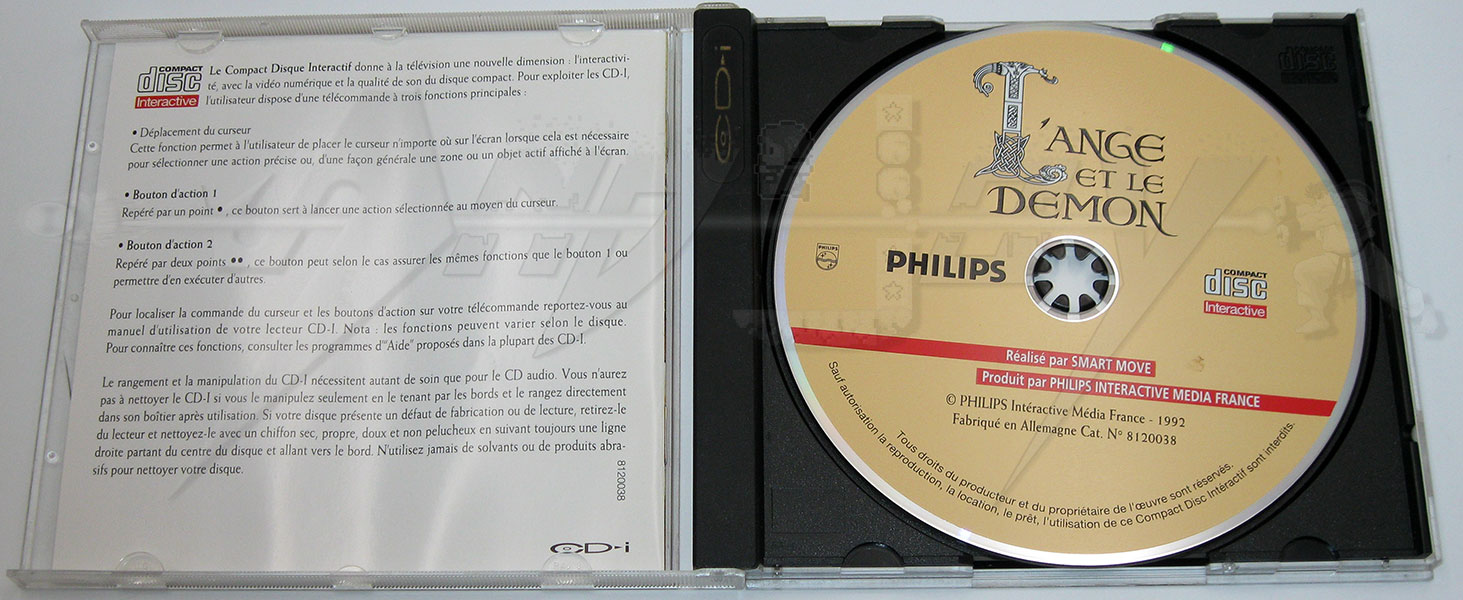 COMPACT
disc
Interactive
Le Compact Disque Interactif donne à la télévision une nouvelle dimension : l'interactivi-
té, avec la vidéo numérique et la qualité de son du disque compact. Pour exploiter les CD-I,
l'utilisateur dispose d'une télécommande à trois fonctions principales :
• Déplacement du curseur
Cette fonction permet à l'utilisateur de placer le curseur n'importe où sur l'écran lorsque cela est nécessaire
pour sélectionner une action précise ou, d'une façon générale une zone ou un objet actif affiché à l'écran.
• Bouton d'action 1
Repéré par un point • , ce bouton sert à lancer une action sélectionnée au moyen du curseur.
• Bouton d'action 2
Repéré par deux points •• , ce bouton peut selon le cas assurer les mêmes fonctions que le bouton 1 ou
permettre d'en exécuter d'autres.
Pour localiser la commande du curseur et les boutons d'action sur votre télécommande reportez-vous au
manuel d'utilisation de votre lecteur CD-I. Nota : les fonctions peuvent varier selon le disque.
Pour connaître ces fonctions, consulter les programmes d'"Aide" proposés dans la plupart des CD-I.
Le rangement et la manipulation du CD-I nécessitent autant de soin que pour le CD audio. Vous n'aurez
pas à nettoyer le CD-I si vous le manipulez seulement en le tenant par les bords et le rangez directement
dans son boîtier après utilisation. Si votre disque présente un défaut de fabrication ou de lecture, retirez-le
du lecteur et nettoyez-le avec un chiffon sec, propre, doux et non pelucheux en suivant toujours une ligne
droite partant du centre du disque et allant vers le bord. N'utilisez jamais de solvants ou de produits abra-
sifs pour nettoyer votre disque.
8120038
CD-i
CD-i
L'ANGE
ET LE
DEMON
PHILIPS
PHILIPS
COMPACT
disc
Interactive
Réalisé par SMART MOVE
Produit par PHILIPS INTERACTIVE MEDIA FRANCE
© PHILIPS Intéractive Média France - 1992
Fabriqué en Allemagne Cat. N° 8120038
Tous droits du producteur et du propriétaire de l'œuvre sont réservés.
Sauf autorisation la reproduction, la location, le prêt, l'utilisation de ce Compact Disc Intéractif sont interdits.